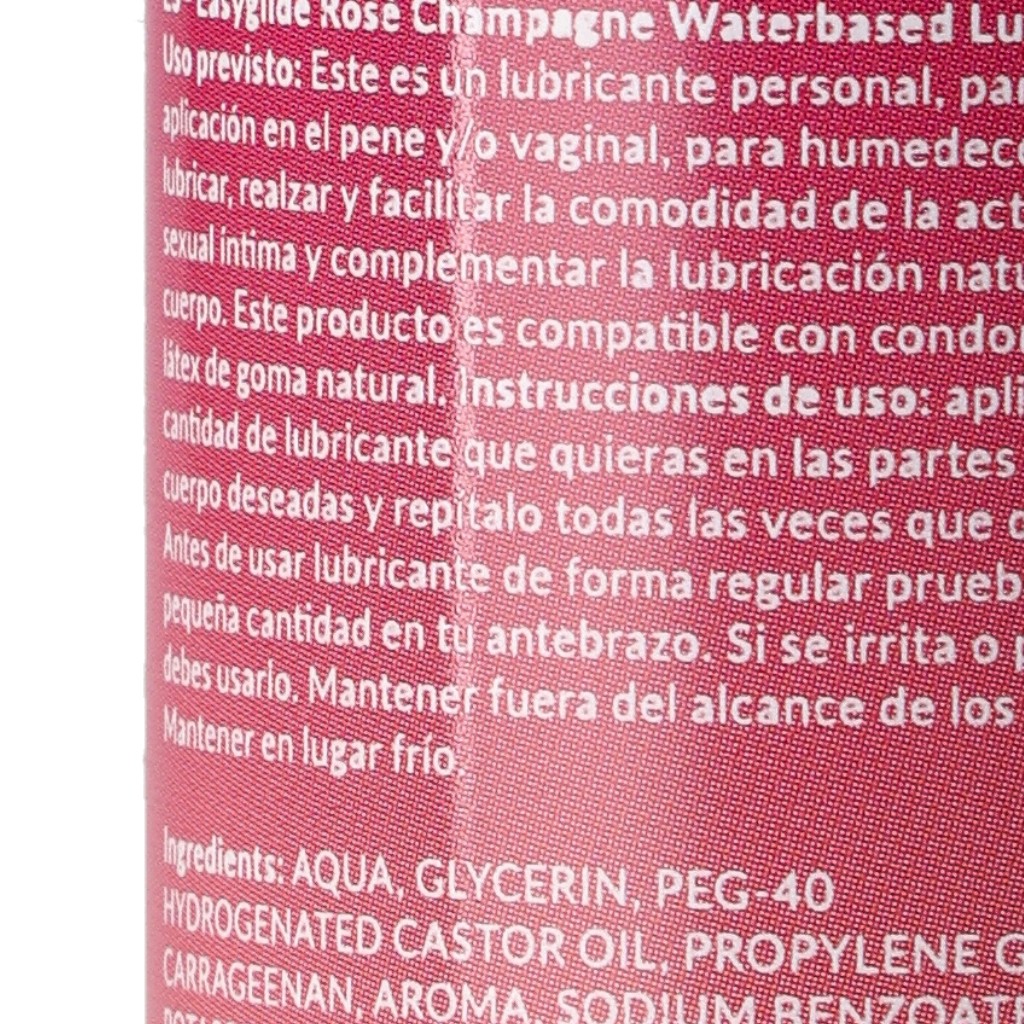 ES- Easyglide Rosé Champagne Waterbased Lu
Uso previsto: Este es un lubricante personal, par
aplicación en el pene y/o vaginal, para humedece
lubricar, realzar y facilitar la comodidad de la act
sexual íntima y complementar la lubricación natu
cuerpo. Este producto es compatible con condo
látex de goma natural. Instrucciones de uso: apli
cantidad de lubricante que quieras en las partes
cuerpo deseadas y repítalo todas las veces que
Antes de usar lubricante de forma regular prueb
pequeña cantidad en tu antebrazo. Si se irrita o
debes usarlo. Mantener fuera del alcance de los
Mantener en lugar frío.
Ingredients: AQUA, GLYCERIN, PEG-40
HYDROGENATED CASTOR OIL, PROPYLENE G
CARRAGEENAN, AROMA, SODIUM BENZOAT